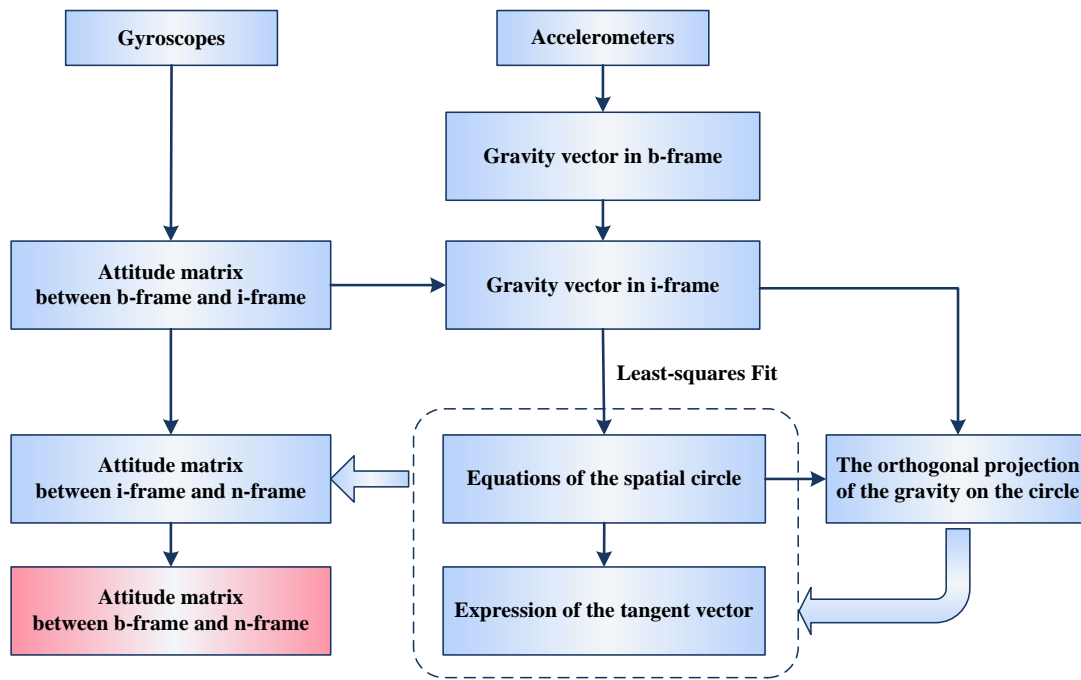 Gyroscopes
Accelerometers
Gravity vector in b-frame
Attitude matrix
between b-frame and i-frame
Gravity vector in i-frame
Least-squares Fit
Attitude matrix
between i-frame and n-frame
Equations of the spatial circle
The orthogonal projection
of the gravity on the circle
Attitude matrix
between b-frame and n-frame
Expression of the tangent vector